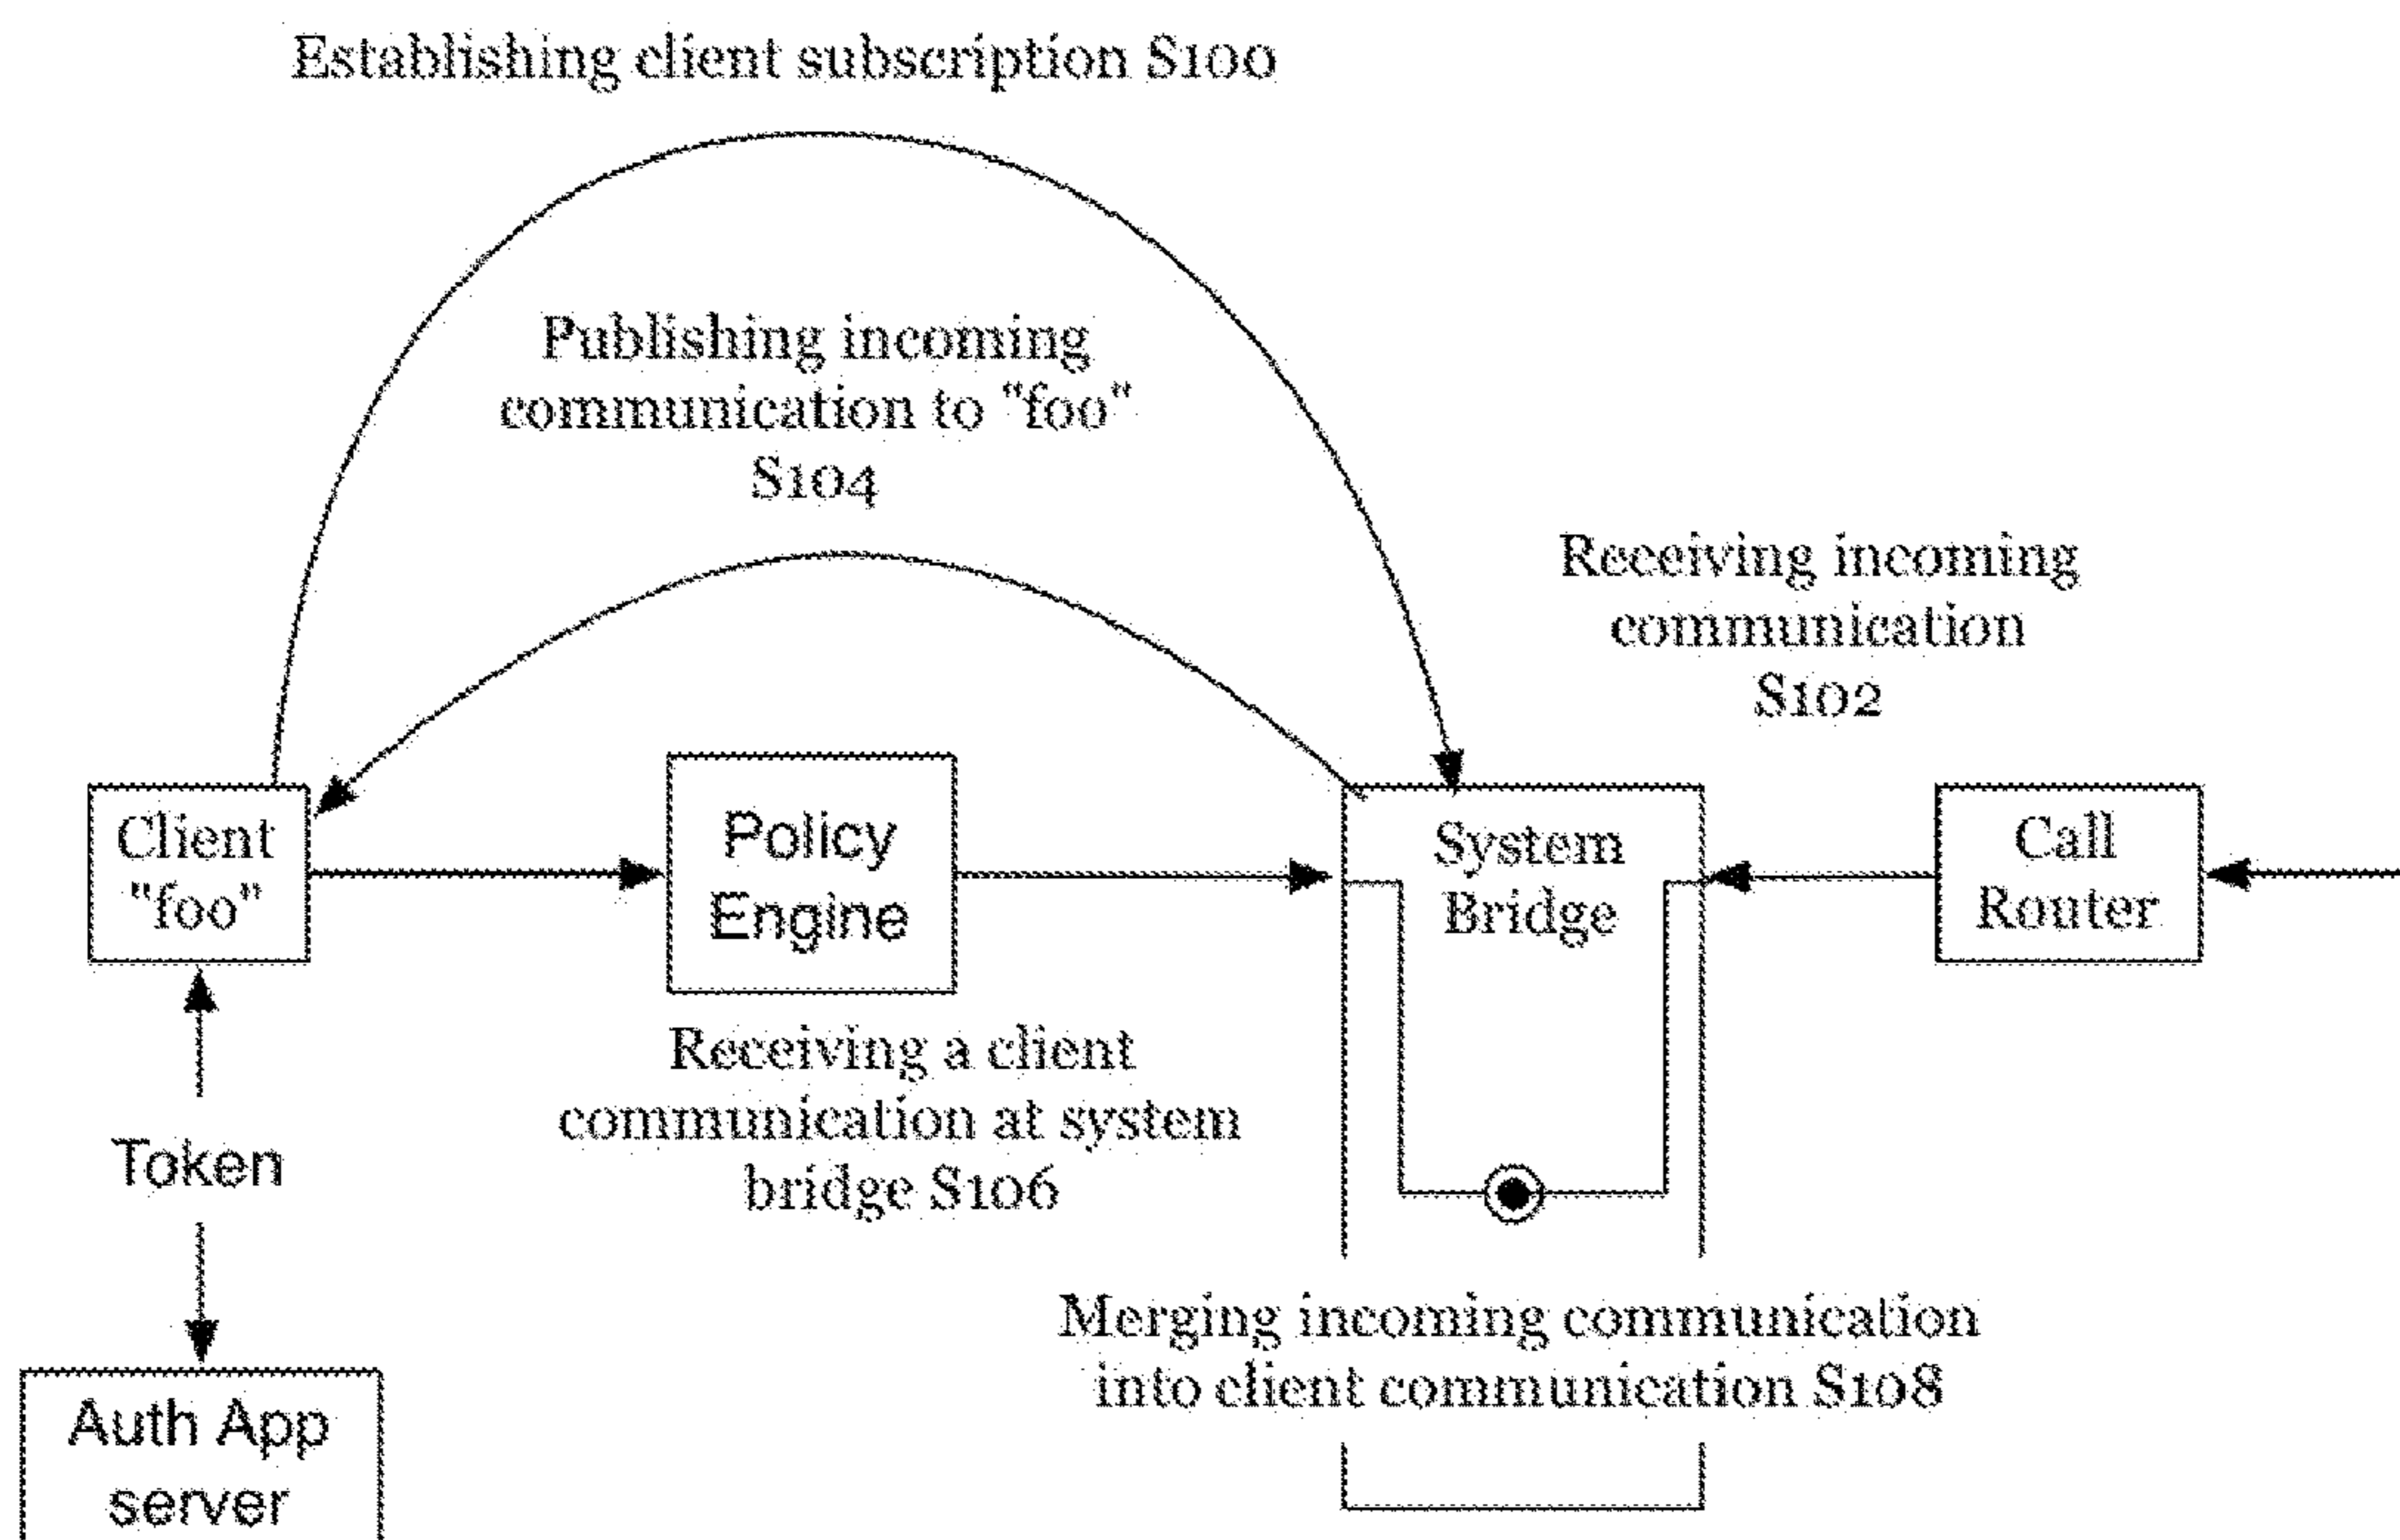 Establishing client subscription S100
Publishing incoming
communication to "foo"
S104
Receiving incoming
communication
S102
Client
"foo"
Policy
Engine
System
Bridge
Call
Router
Receiving a client
communication at system
bridge S106
Token
Merging incoming communication
into client communication S108
Auth App
server